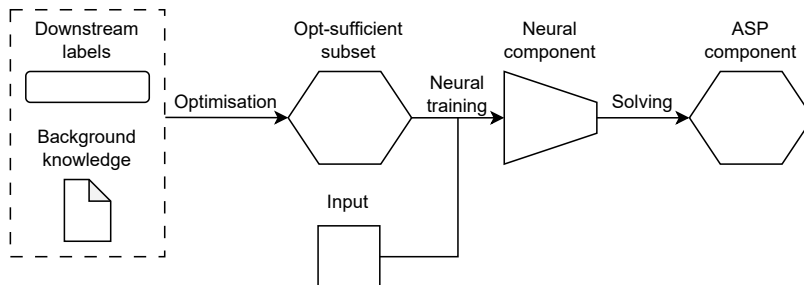 Downstream
labels
Background
knowledge
Optimisation
Opt-sufficient
subset
Neural
training
Input
Neural
component
Solving
ASP
component